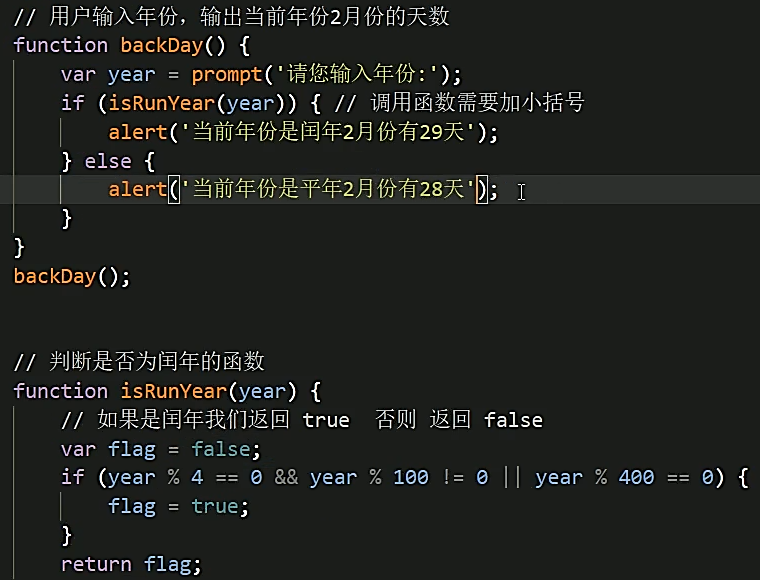 // 用户输入年份，输出当前年份2月份的天数
function backDay() {
    var year = prompt('请您输入年份:');
    if (isRunYear(year)) { // 调用函数需要加小括号
        alert('当前年份是闰年2月份有29天');
    } else {
        alert('当前年份是平年2月份有28天');
    }
}
backDay();
// 判断是否为闰年的函数
function isRunYear(year) {
    // 如果是闰年我们返回 true  否则 返回 false
    var flag = false;
    if (year % 4 == 0 && year % 100 != 0 || year % 400 == 0) {
        flag = true;
    }
    return flag;